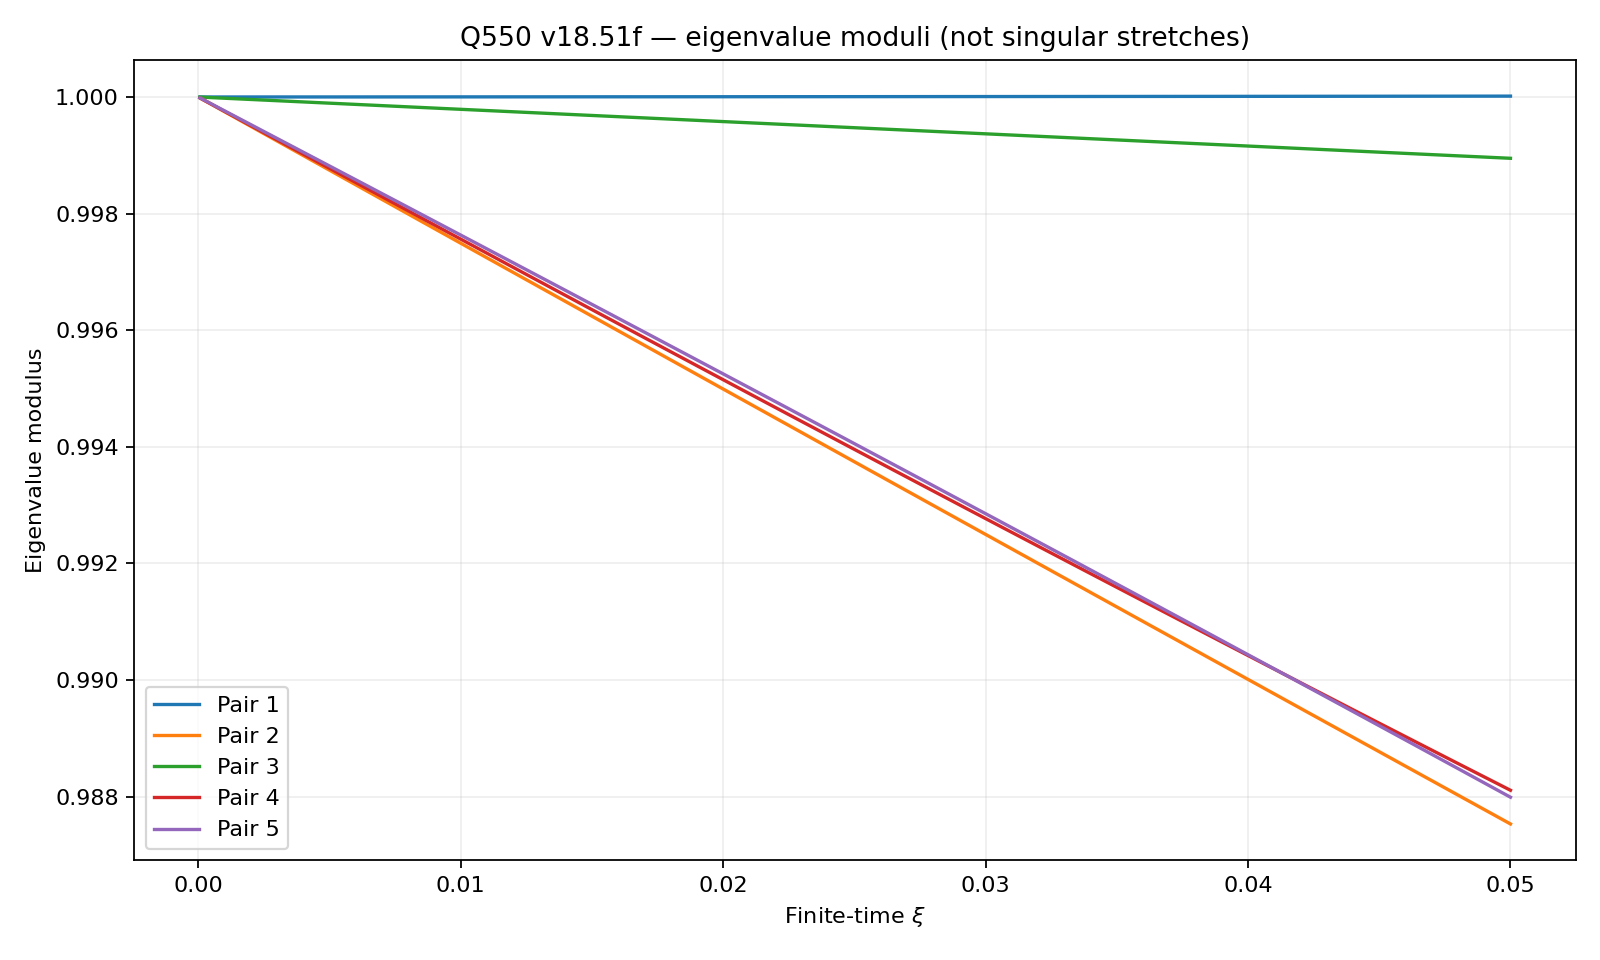 Q550 v18.51f — eigenvalue moduli (not singular stretches)
Eigenvalue modulus
1.000
0.998
0.996
0.994
0.992
0.990
0.988
Pair 1
Pair 2
Pair 3
Pair 4
Pair 5
0.00 0.01 0.02 0.03 0.04 0.05
Finite-time ξ